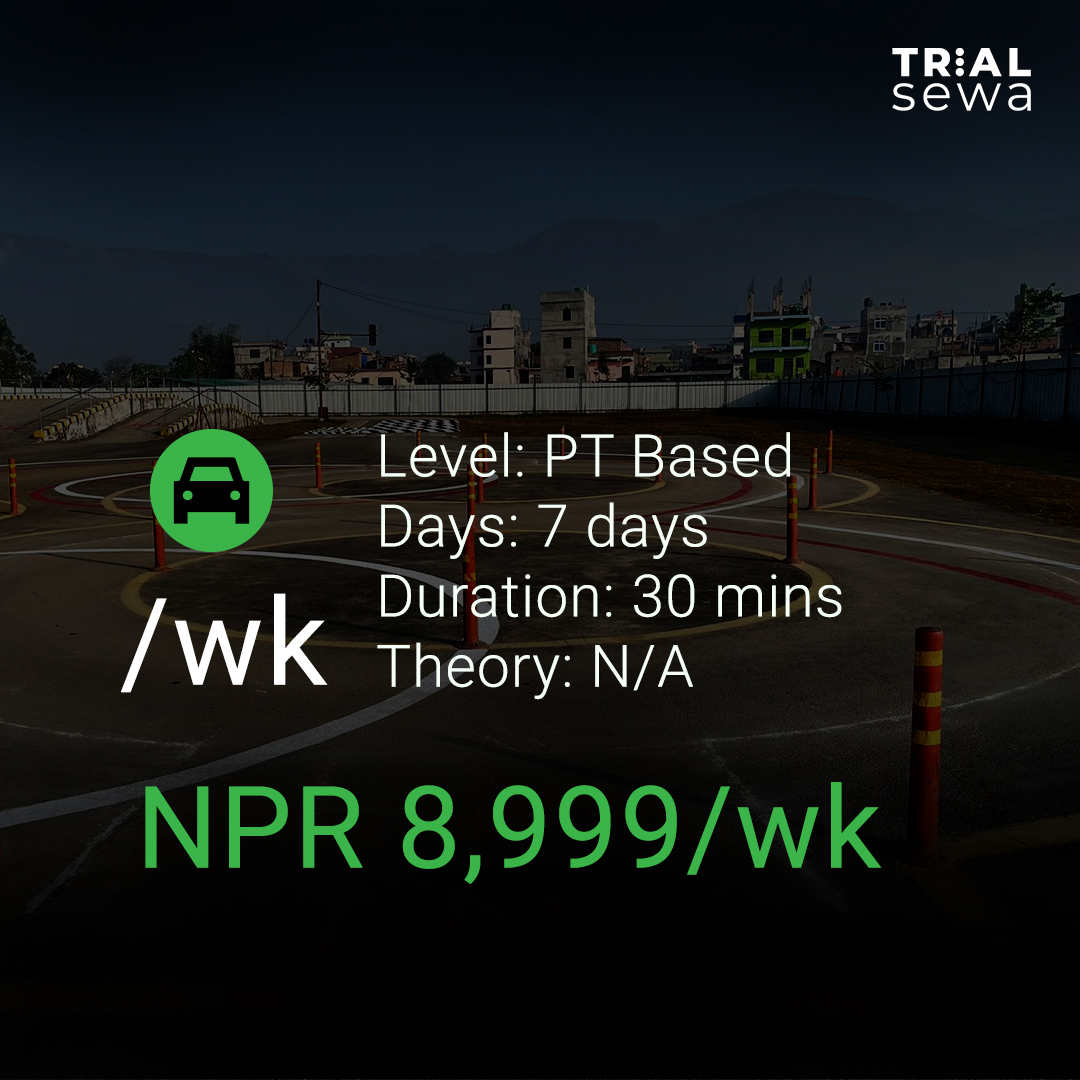 TRIAL
sewa
Level: PT Based
Days: 7 days
Duration: 30 mins
Theory: N/A
/wk
NPR 8,999/wk